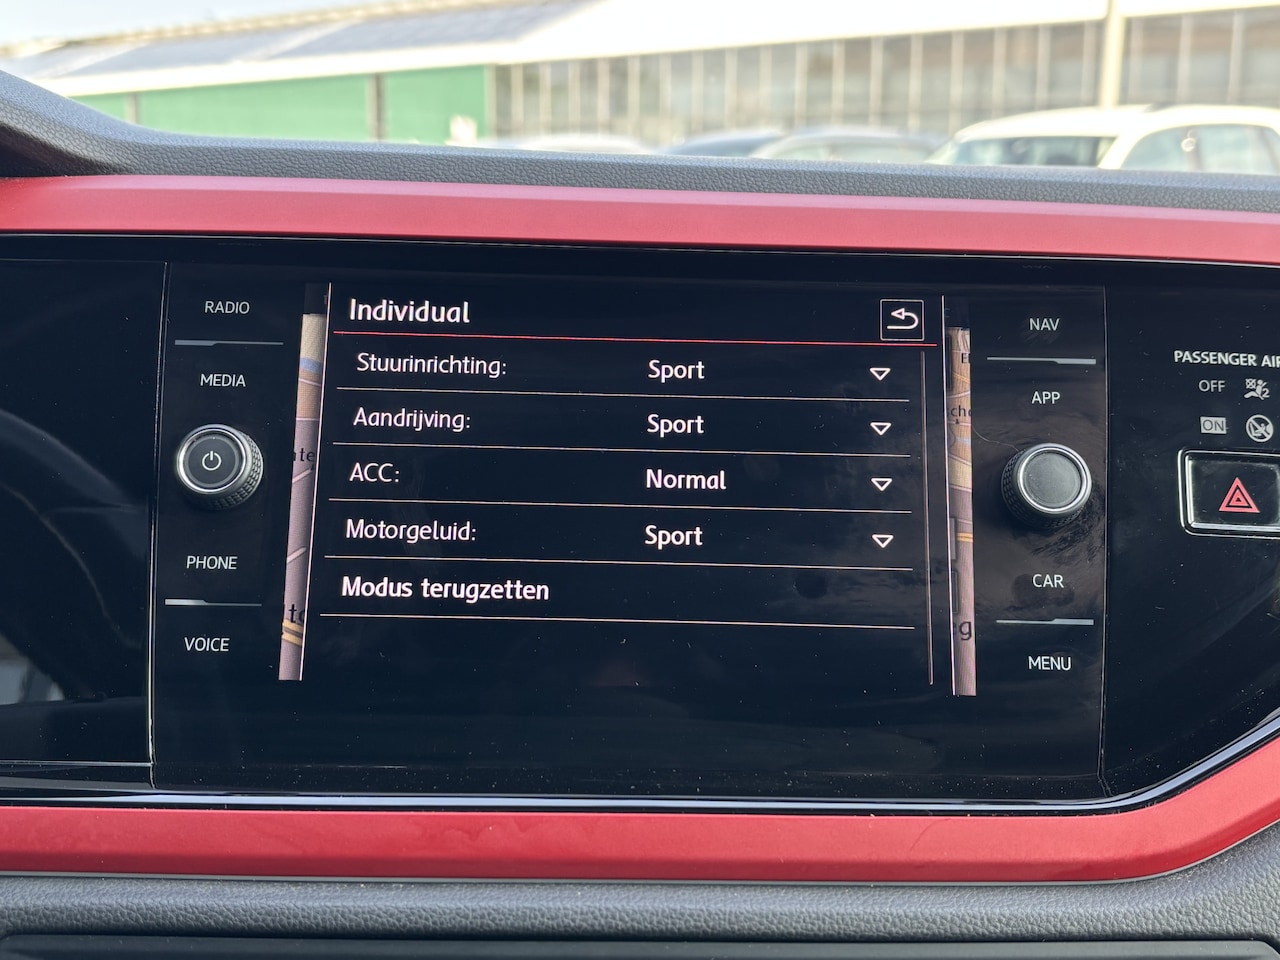 RADIO
MEDIA
PHONE
VOICE
Individual
Stuurinrichting: Sport
Aandrijving: Sport
ACC: Normal
Motorgeluid: Sport
Modus terugzetten
NAV
APP
CAR
MENU
PASSENGER AI
OFF
ON